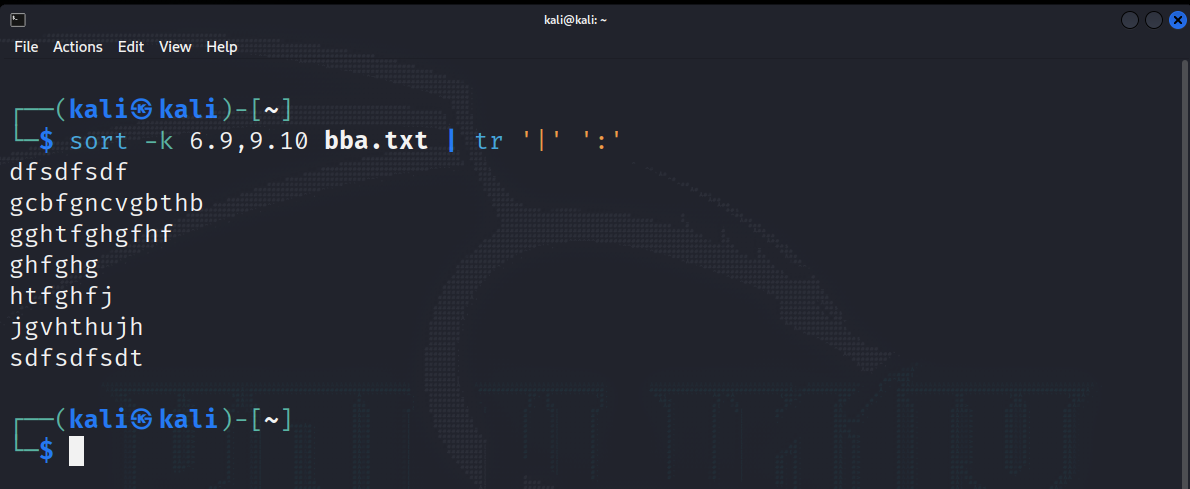 kali@kali: ~
File Actions Edit View Help
┌──(kali㉿kali)-[~]
└─$ sort -k 6.9,9.10 bba.txt | tr '|' ':'
dfsdfsdf
gcbfgncvgbthb
gghtfghgfhf
ghfghg
htfghfj
jgvhthujh
sdfsdfsdt
┌──(kali㉿kali)-[~]
└─$